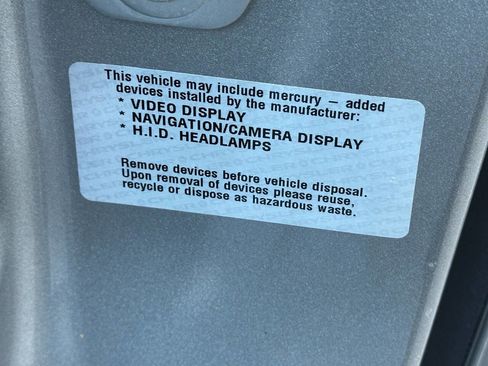 This vehicle may include mercury — added
devices installed by the manufacturer:
* VIDEO DISPLAY
* NAVIGATION/CAMERA DISPLAY
* H.I.D. HEADLAMPS
Remove devices before vehicle disposal.
Upon removal of devices please reuse,
recycle or dispose as hazardous waste.